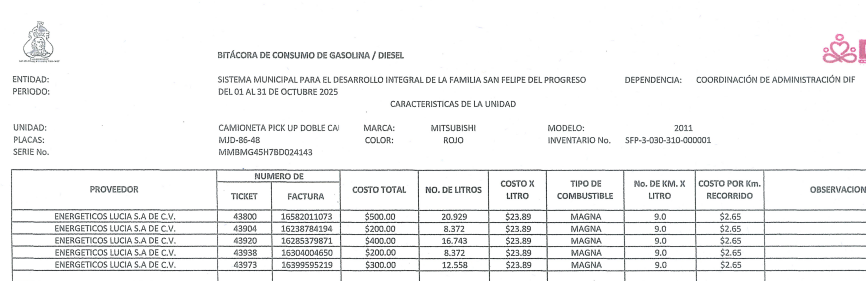 BITÁCORA DE CONSUMO DE GASOLINA / DIESEL
ENTIDAD: SISTEMA MUNICIPAL PARA EL DESARROLLO INTEGRAL DE LA FAMILIA SAN FELIPE DEL PROGRESO DEPENDENCIA: COORDINACIÓN DE ADMINISTRACIÓN DIF
PERIODO: DEL 01 AL 31 DE OCTUBRE 2025
CARACTERISTICAS DE LA UNIDAD
UNIDAD: CAMIONETA PICK UP DOBLE CA MARCA: MITSUBISHI MODELO: 2011
PLACAS: MJD-86-48 COLOR: ROJO INVENTARIO No. SFP-3-030-310-000001
SERIE No. MMBMG45H7BD024143
PROVEEDOR NUMERO DE TICKET FACTURA COSTO TOTAL NO. DE LITROS COSTO X LITRO TIPO DE COMBUSTIBLE No. DE KM. X LITRO COSTO POR Km. RECORRIDO OBSERVACION
ENERGETICOS LUCIA S.A DE C.V. 43800 16582011073 $500.00 20.929 $23.89 MAGNA 9.0 $2.65
ENERGETICOS LUCIA S.A DE C.V. 43904 16238784194 $200.00 8.372 $23.89 MAGNA 9.0 $2.65
ENERGETICOS LUCIA S.A DE C.V. 43920 16285379871 $400.00 16.743 $23.89 MAGNA 9.0 $2.65
ENERGETICOS LUCIA S.A DE C.V. 43938 16304004650 $200.00 8.372 $23.89 MAGNA 9.0 $2.65
ENERGETICOS LUCIA S.A DE C.V. 43973 16399595219 $300.00 12.558 $23.89 MAGNA 9.0 $2.65